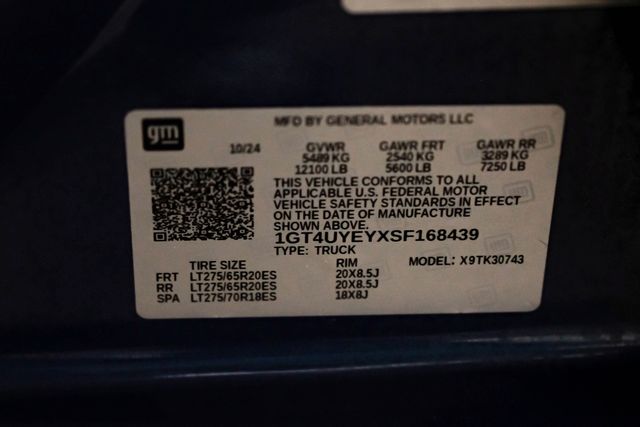 gm
MFD BY GENERAL MOTORS LLC
10/24 GVWR GAWR FRT GAWR RR
5489 KG 2540 KG 3289 KG
12100 LB 5600 LB 7250 LB
THIS VEHICLE CONFORMS TO ALL
APPLICABLE U.S. FEDERAL MOTOR
VEHICLE SAFETY STANDARDS IN EFFECT
ON THE DATE OF MANUFACTURE
SHOWN ABOVE.
1GT4UYEYXSF168439
TYPE: TRUCK
MODEL: X9TK30743
TIRE SIZE RIM
FRT LT275/65R20ES 20X8.5J
RR LT275/65R20ES 20X8.5J
SPA LT275/70R18ES 18X8J